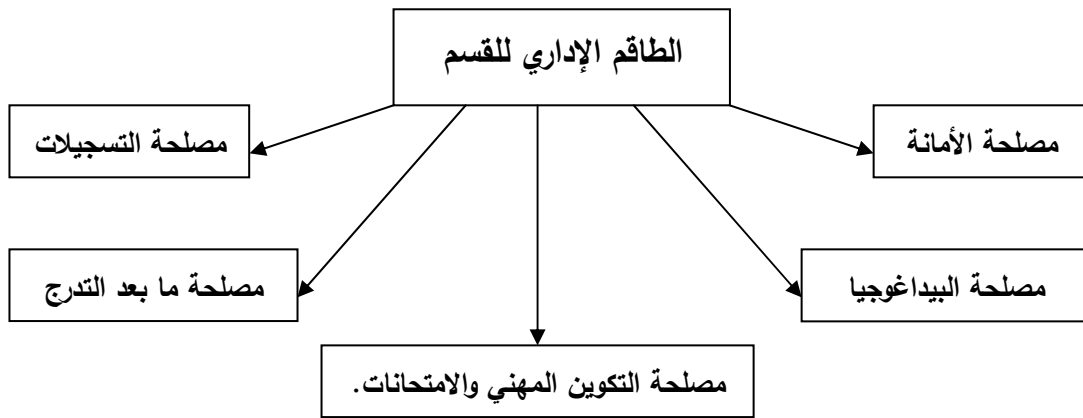 الطاقم الإداري للقسم
مصلحة الأمانة
مصلحة التسجيلات
مصلحة البيداغوجيا
مصلحة ما بعد التدرج
مصلحة التكوين المهني والامتحانات.